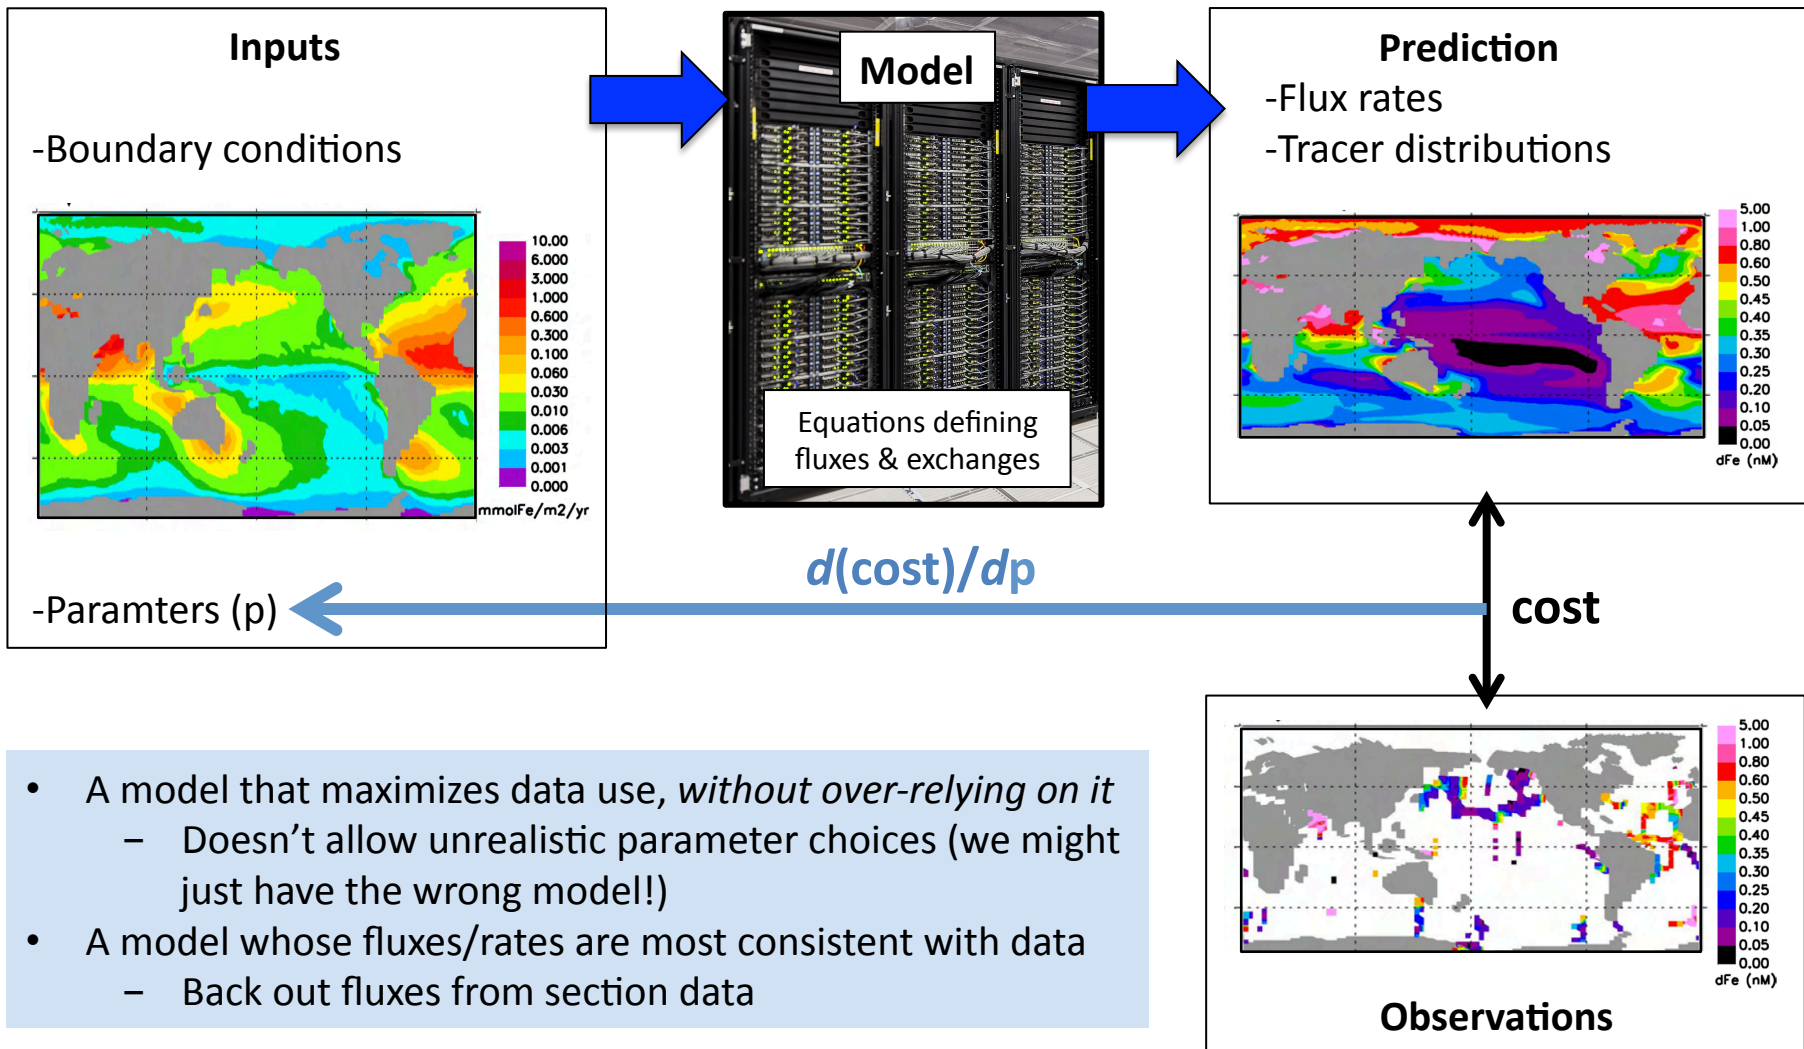 Inputs
-Boundary conditions
10.00
6.000
3.000
1.000
0.600
0.300
0.100
0.060
0.030
0.010
0.006
0.003
0.001
0.000
mmolFe/m2/yr
-Paramters (p)
Model
Equations defining
fluxes & exchanges
Prediction
-Flux rates
-Tracer distributions
5.00
1.00
0.80
0.60
0.50
0.45
0.40
0.35
0.30
0.25
0.20
0.10
0.05
0.00
dFe (nM)
d(cost)/dp
cost
• A model that maximizes data use, without over-relying on it
– Doesn’t allow unrealistic parameter choices (we might
just have the wrong model!)
• A model whose fluxes/rates are most consistent with data
– Back out fluxes from section data
5.00
1.00
0.80
0.60
0.50
0.45
0.40
0.35
0.30
0.25
0.20
0.10
0.05
0.00
dFe (nM)
Observations